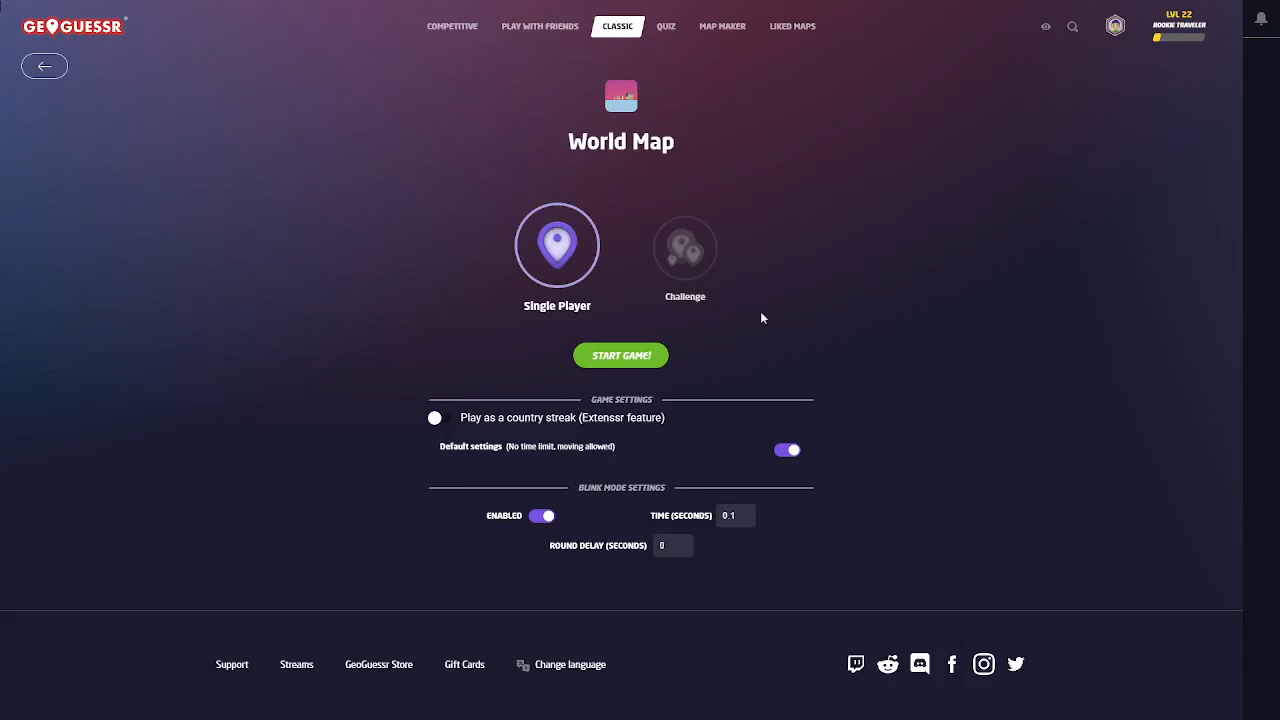 GEOGUESSR
COMPETITIVE PLAY WITH FRIENDS CLASSIC QUIZ MAP MAKER LIKED MAPS
LVL 22
ROOKIE TRAVELER
World Map
Single Player
Challenge
START GAME!
GAME SETTINGS
Play as a country streak (Extenssr feature)
Default settings (No time limit, moving allowed)
BLINK MODE SETTINGS
ENABLED TIME (SECONDS) 0.1
ROUND DELAY (SECONDS) 0
Support Streams GeoGuessr Store Gift Cards Change language